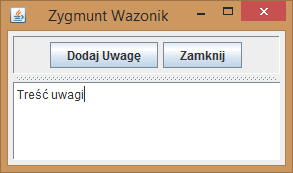 Zygmunt Wazonik
Dodaj Uwagę Zamknij
Treść uwagi